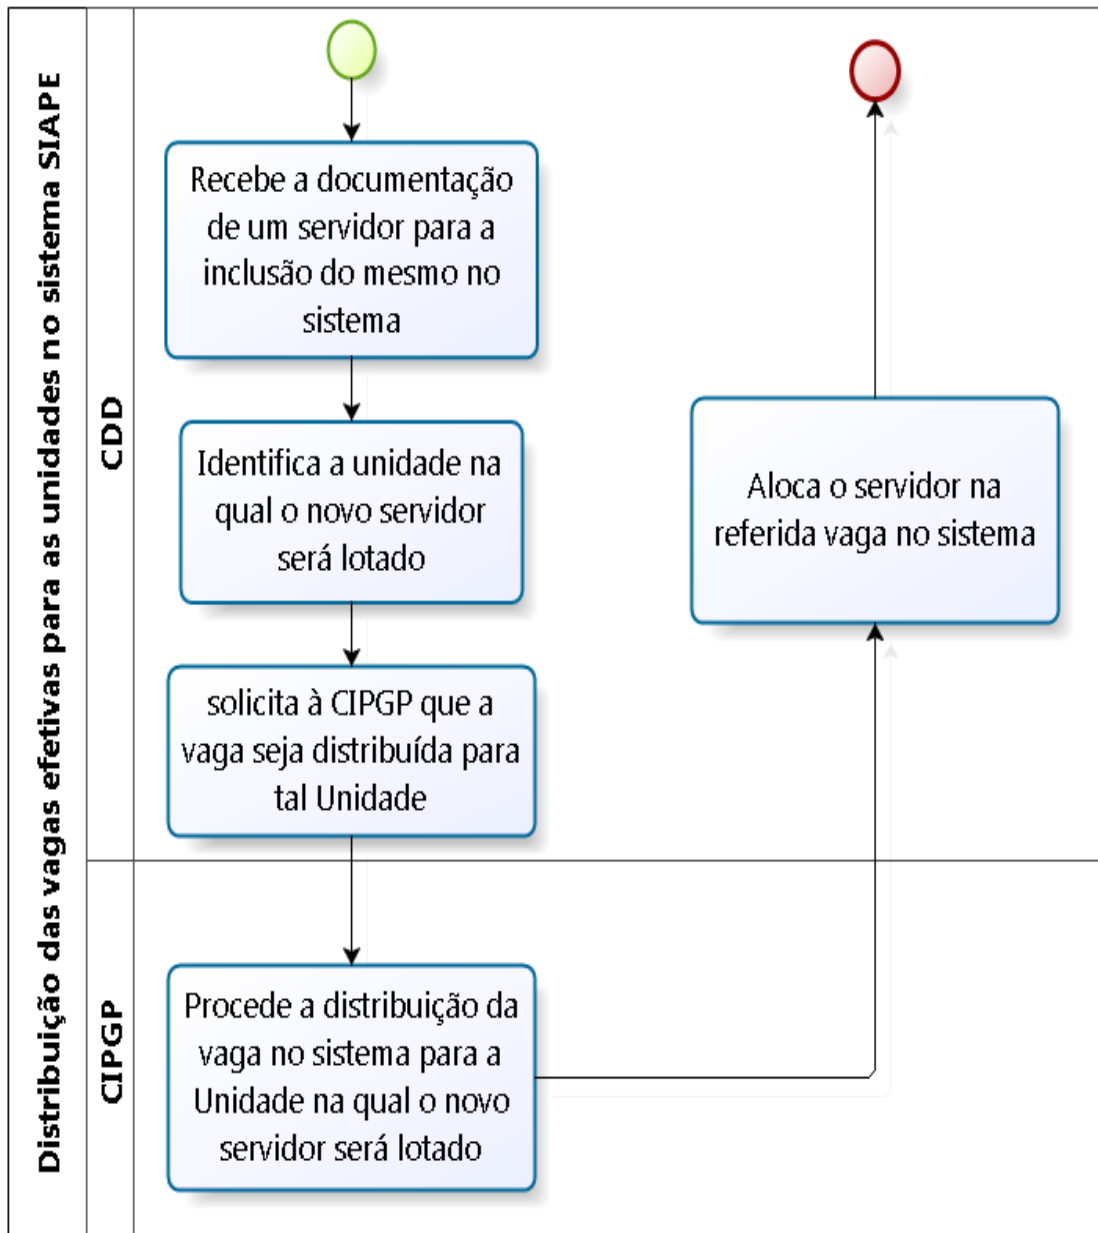 Distribuição das vagas efetivas para as unidades no sistema SIAPE
CDD
Recebe a documentação
de um servidor para a
inclusão do mesmo no
sistema
Identifica a unidade na
qual o novo servidor
será lotado
solicita à CIPGP que a
vaga seja distribuída para
tal Unidade
Aloca o servidor na
referida vaga no sistema
CIPGP
Procede a distribuição da
vaga no sistema para a
Unidade na qual o novo
servidor será lotado